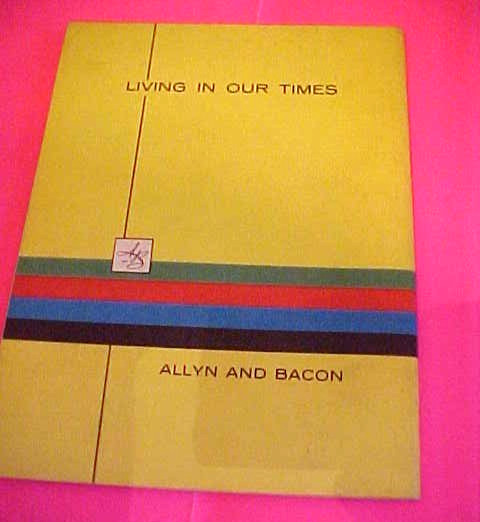 LIVING IN OUR TIMES
ALLYN AND BACON